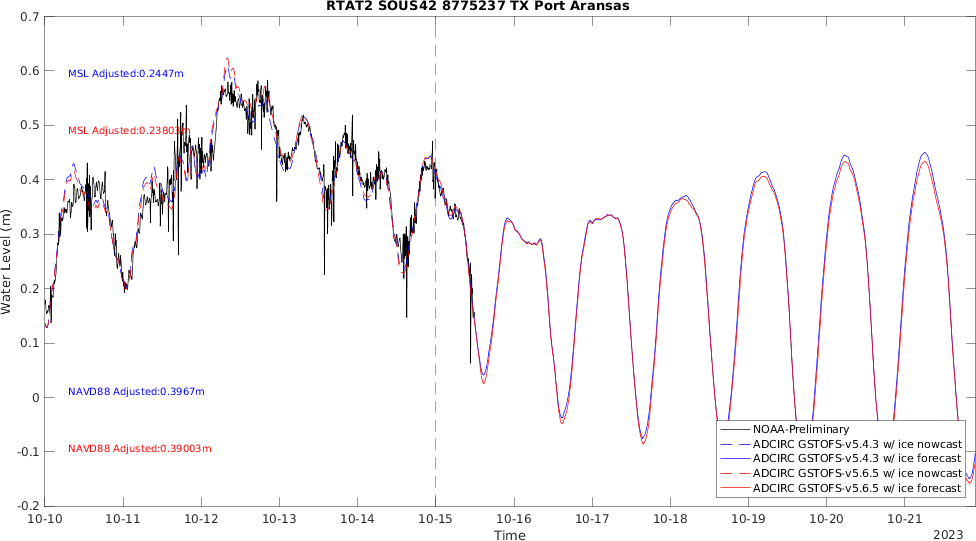 RTAT2 SOUS42 8775237 TX Port Aransas
Water Level (m)
0.7
0.6
0.5
0.4
0.3
0.2
0.1
0
-0.1
-0.2
MSL Adjusted:0.2447m
MSL Adjusted:0.23803m
NAVD88 Adjusted:0.3967m
NAVD88 Adjusted:0.39003m
NOAA-Preliminary
ADCIRC GSTOFS-v5.4.3 w/ ice nowcast
ADCIRC GSTOFS-v5.4.3 w/ ice forecast
ADCIRC GSTOFS-v5.6.5 w/ ice nowcast
ADCIRC GSTOFS-v5.6.5 w/ ice forecast
10-10 10-11 10-12 10-13 10-14 10-15 10-16 10-17 10-18 10-19 10-20 10-21
Time
2023